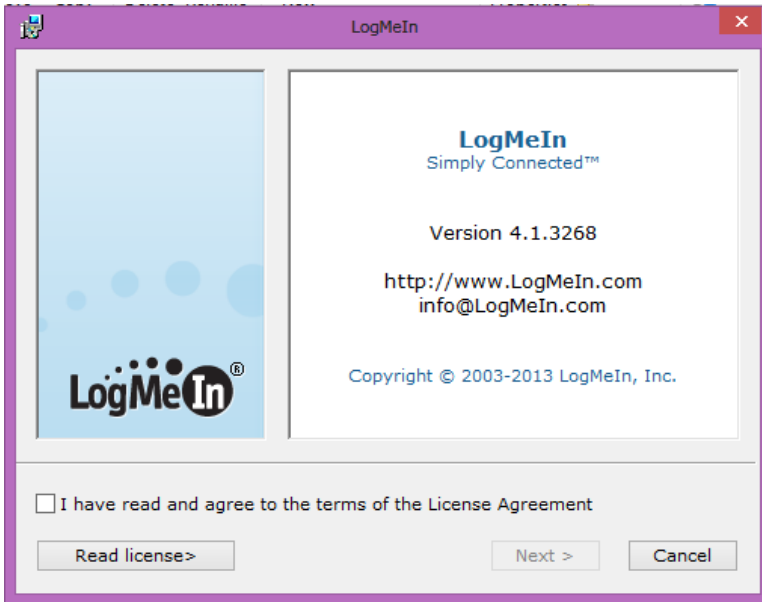 LogMeIn
LogMeIn
Simply Connected™
Version 4.1.3268
http://www.LogMeIn.com
info@LogMeIn.com
Copyright © 2003-2013 LogMeIn, Inc.
LogMeIn®
I have read and agree to the terms of the License Agreement
Read license>
Next >
Cancel